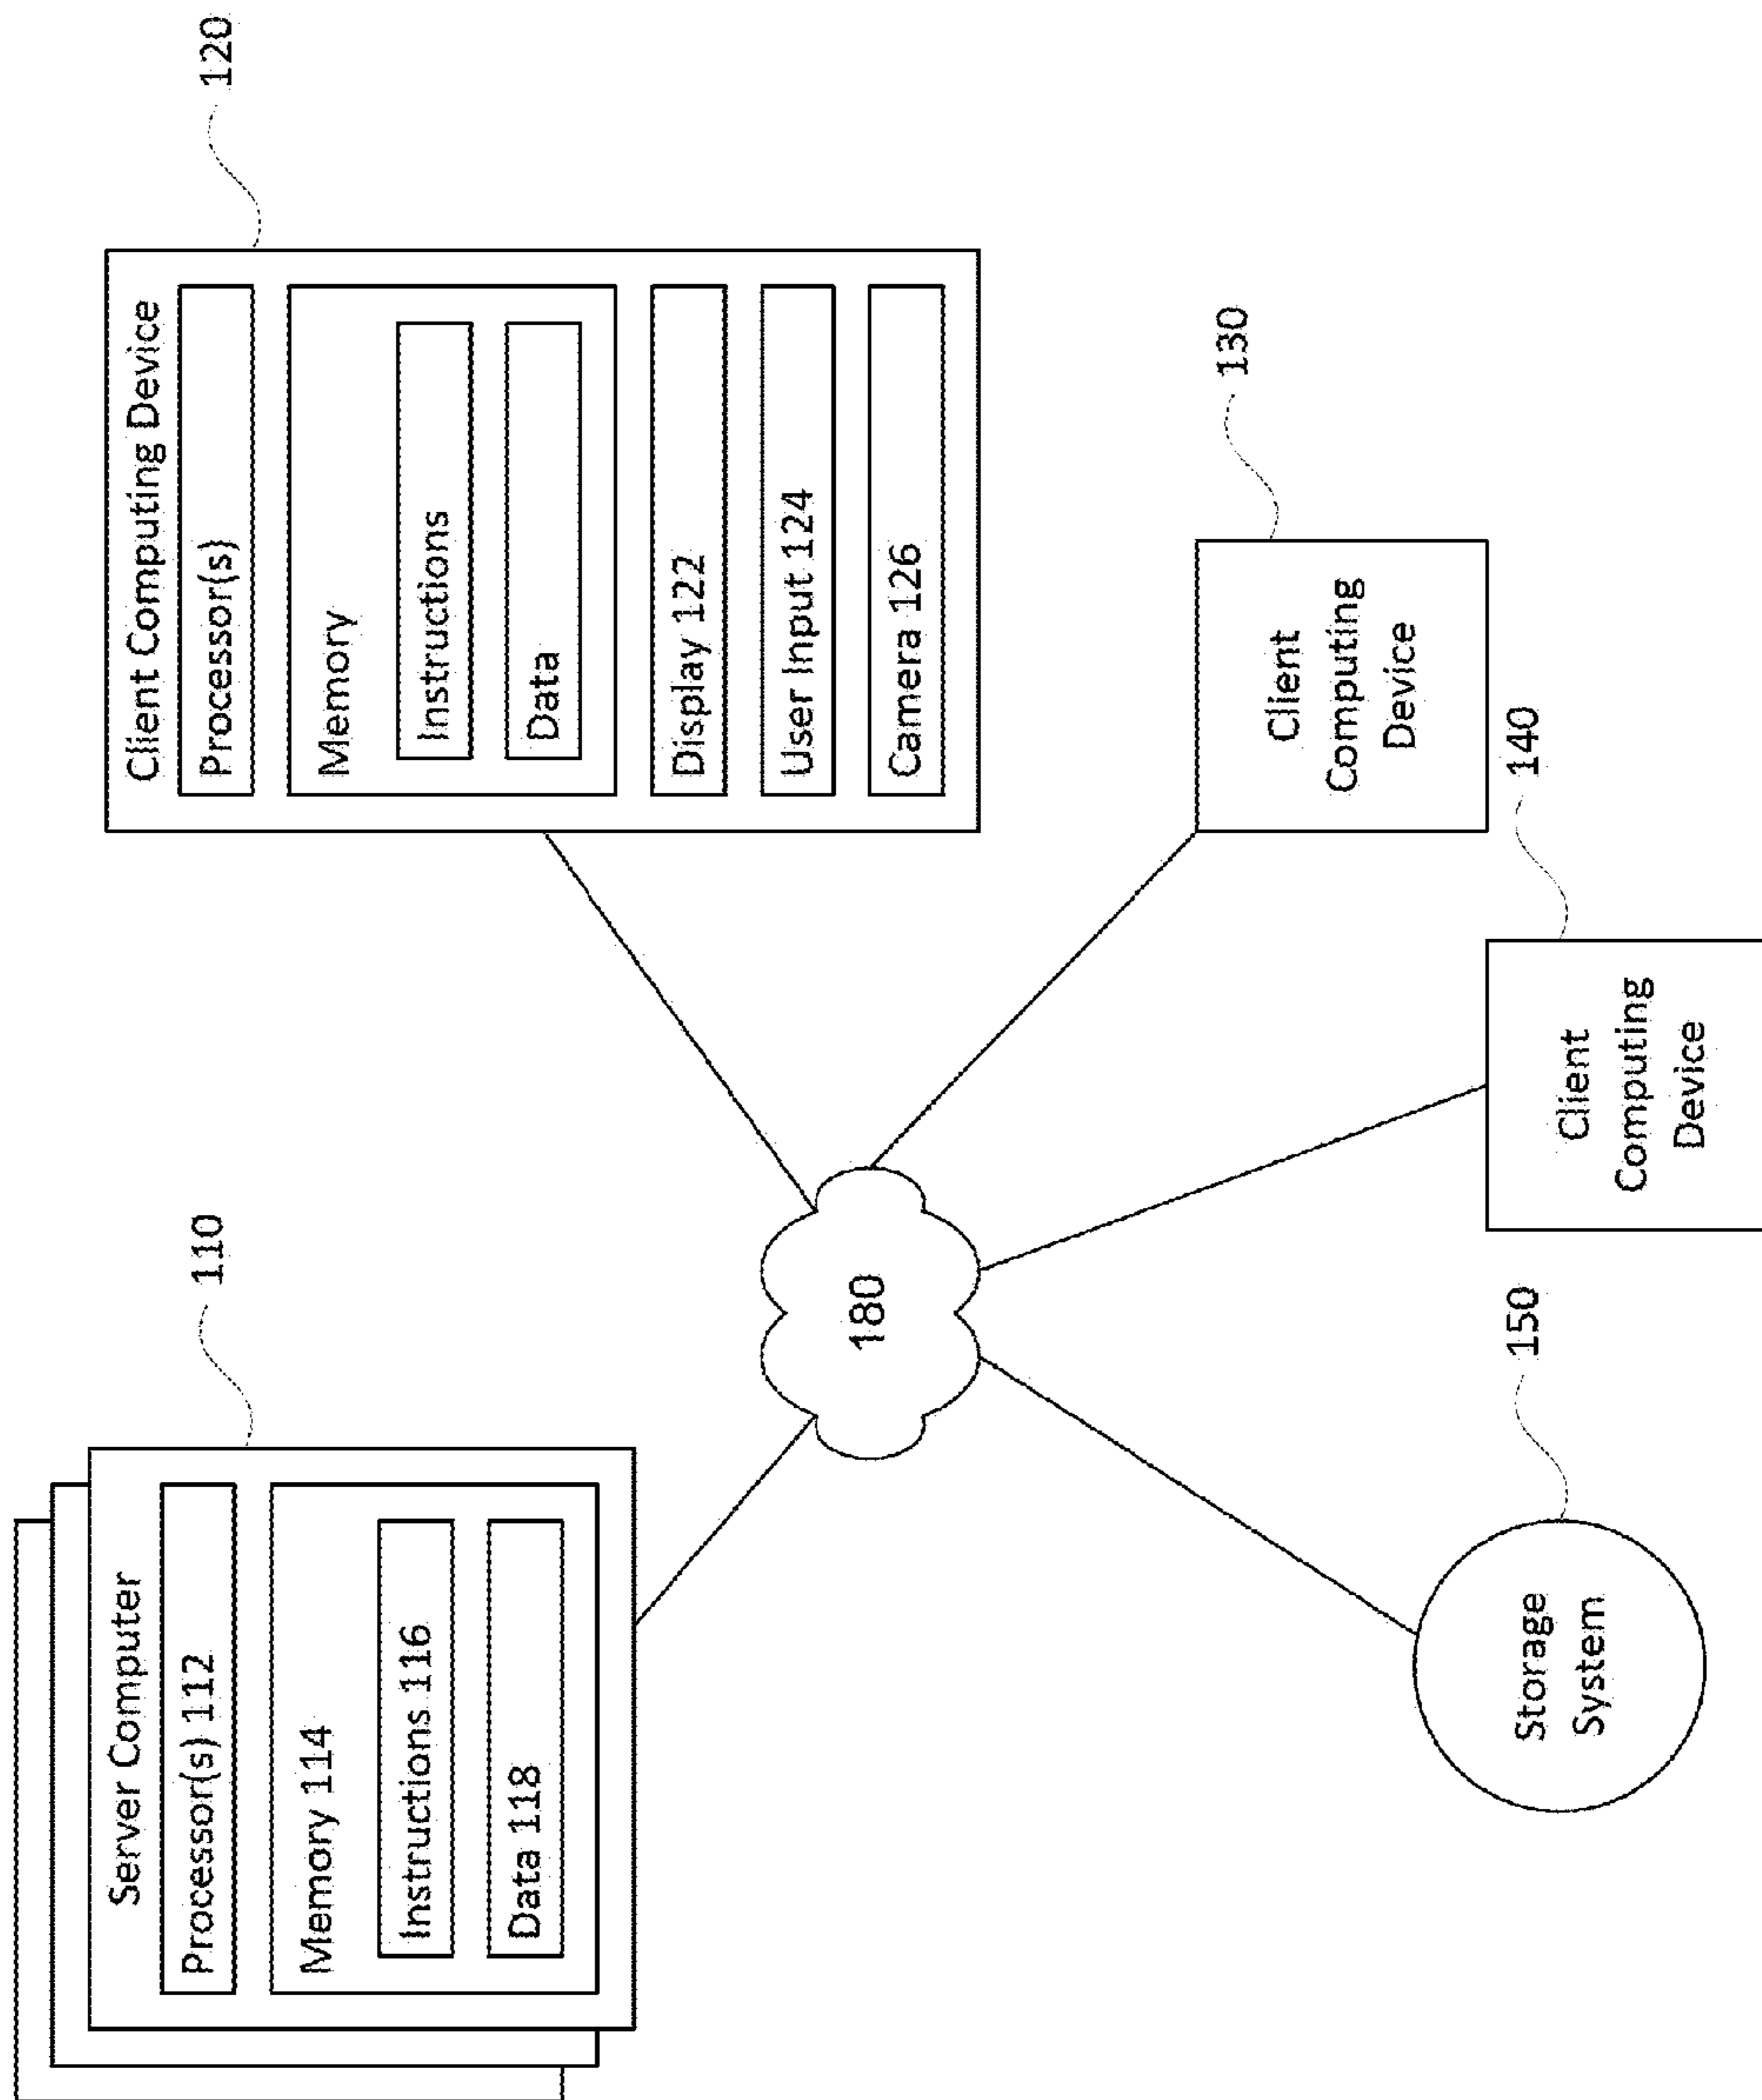 110
Server Computer
Processor(s) 112
Memory 114
Instructions 116
Data 118
120
Client Computing Device
Processor(s)
Memory
Instructions
Data
Display 122
User Input 124
Camera 126
180
130
Client
Computing
Device
140
Client
Computing
Device
150
Storage
System